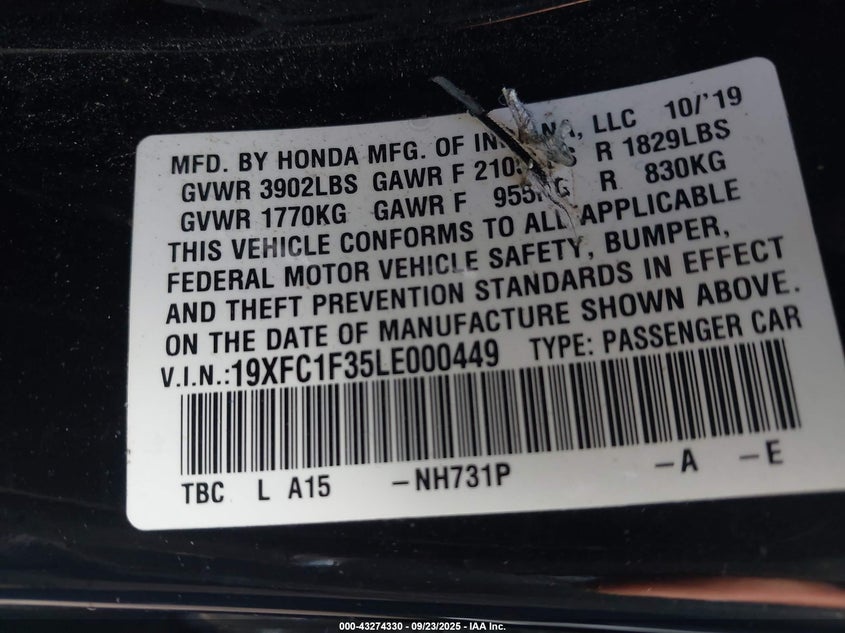 MFD. BY HONDA MFG. OF LLC 10/'19
GVWR 3902LBS GAWR F R 1829LBS
GVWR 1770KG GAWR F R 830KG
THIS VEHICLE CONFORMS TO ALL APPLICABLE
FEDERAL MOTOR VEHICLE SAFETY, BUMPER,
AND THEFT PREVENTION STANDARDS IN EFFECT
ON THE DATE OF MANUFACTURE SHOWN ABOVE.
V.I.N.:19XFC1F35LE000449 TYPE: PASSENGER CAR
TBC L A15 –NH731P –A –E
000-43274330 - 09/23/2025 - IAA Inc.